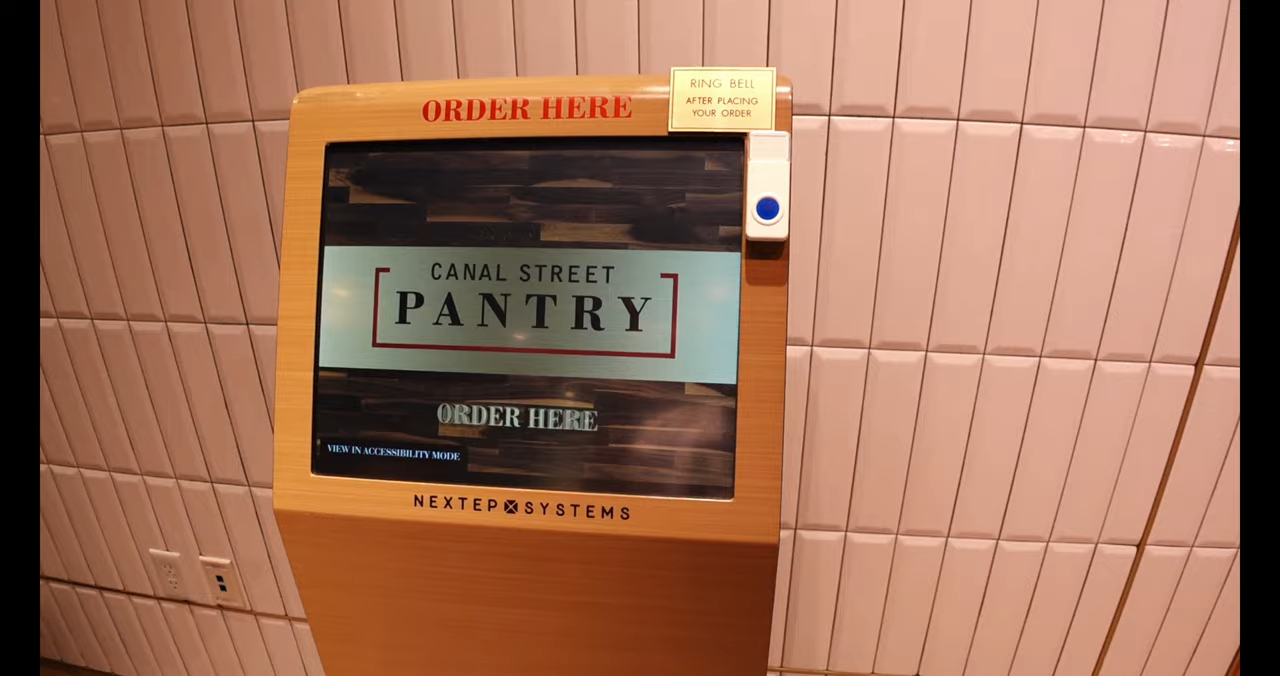 ORDER HERE
RING BELL
AFTER PLACING
YOUR ORDER
CANAL STREET
PANTRY
ORDER HERE
VIEW IN ACCESSIBILITY MODE
NEXTEP SYSTEMS